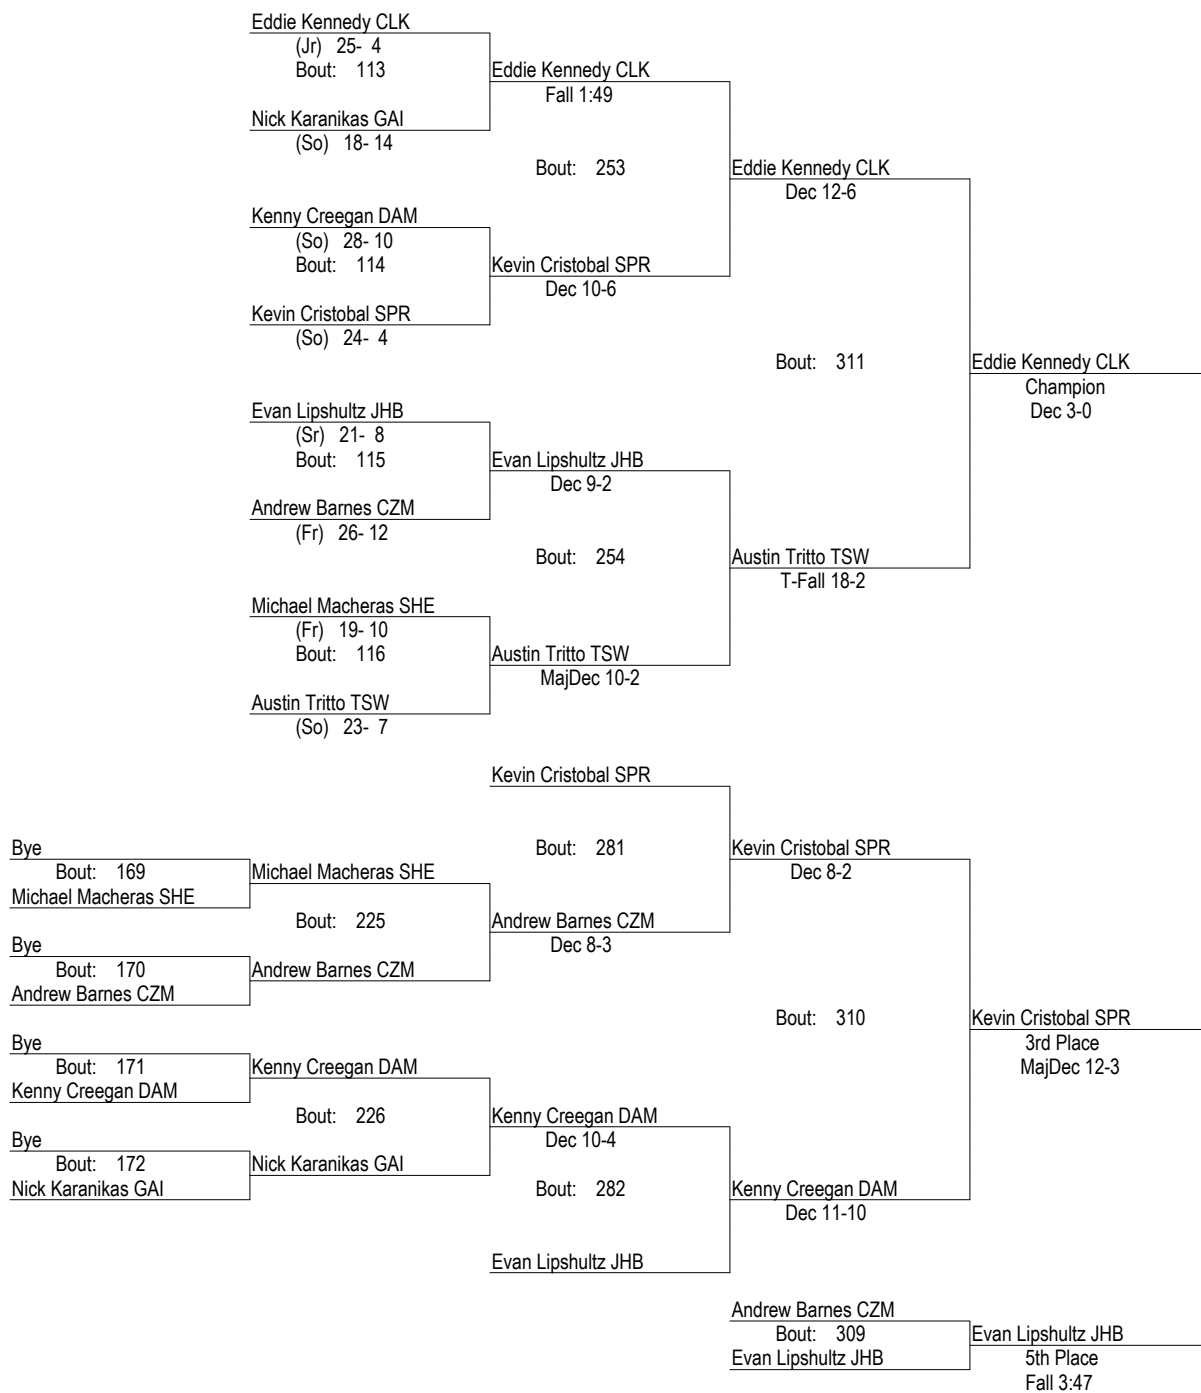 Eddie Kennedy CLK
(Jr) 25- 4
Bout: 113
Eddie Kennedy CLK
Fall 1:49
Nick Karanikas GAI
(So) 18- 14
Bout: 253
Eddie Kennedy CLK
Dec 12-6
Kenny Creegan DAM
(So) 28- 10
Bout: 114
Kevin Cristobal SPR
Dec 10-6
Kevin Cristobal SPR
(So) 24- 4
Bout: 311
Eddie Kennedy CLK
Champion
Dec 3-0
Evan Lipshultz JHB
(Sr) 21- 8
Bout: 115
Evan Lipshultz JHB
Dec 9-2
Andrew Barnes CZM
(Fr) 26- 12
Bout: 254
Austin Tritto TSW
T-Fall 18-2
Michael Macheras SHE
(Fr) 19- 10
Bout: 116
Austin Tritto TSW
MajDec 10-2
Austin Tritto TSW
(So) 23- 7
Kevin Cristobal SPR
Bye
Bout: 169
Michael Macheras SHE
Michael Macheras SHE
Bout: 281
Kevin Cristobal SPR
Dec 8-2
Bout: 225
Andrew Barnes CZM
Dec 8-3
Bye
Bout: 170
Andrew Barnes CZM
Andrew Barnes CZM
Bout: 310
Kevin Cristobal SPR
3rd Place
MajDec 12-3
Bye
Bout: 171
Kenny Creegan DAM
Kenny Creegan DAM
Bout: 226
Kenny Creegan DAM
Dec 10-4
Bye
Bout: 172
Nick Karanikas GAI
Nick Karanikas GAI
Bout: 282
Kenny Creegan DAM
Dec 11-10
Evan Lipshultz JHB
Andrew Barnes CZM
Bout: 309
Evan Lipshultz JHB
Evan Lipshultz JHB
5th Place
Fall 3:47